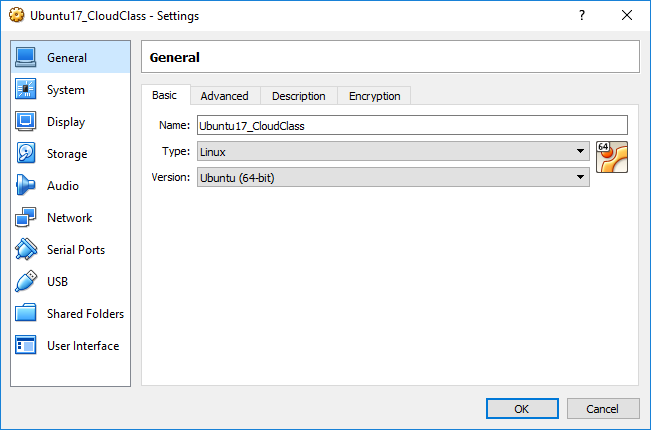 Ubuntu17_CloudClass - Settings
?
General
System
Display
Storage
Audio
Network
Serial Ports
USB
Shared Folders
User Interface
General
Basic Advanced Description Encryption
Name: Ubuntu17_CloudClass
Type: Linux
64
Version: Ubuntu (64-bit)
OK Cancel